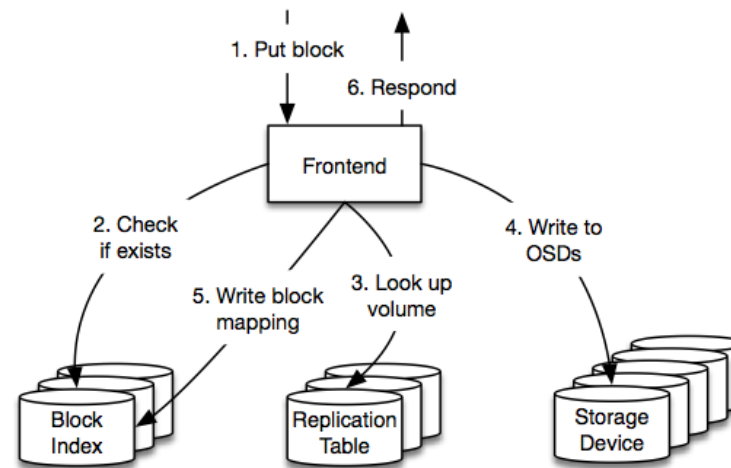 1. Put block
6. Respond
Frontend
2. Check
if exists
4. Write to
OSDs
5. Write block
mapping
3. Look up
volume
Block
Index
Replication
Table
Storage
Device